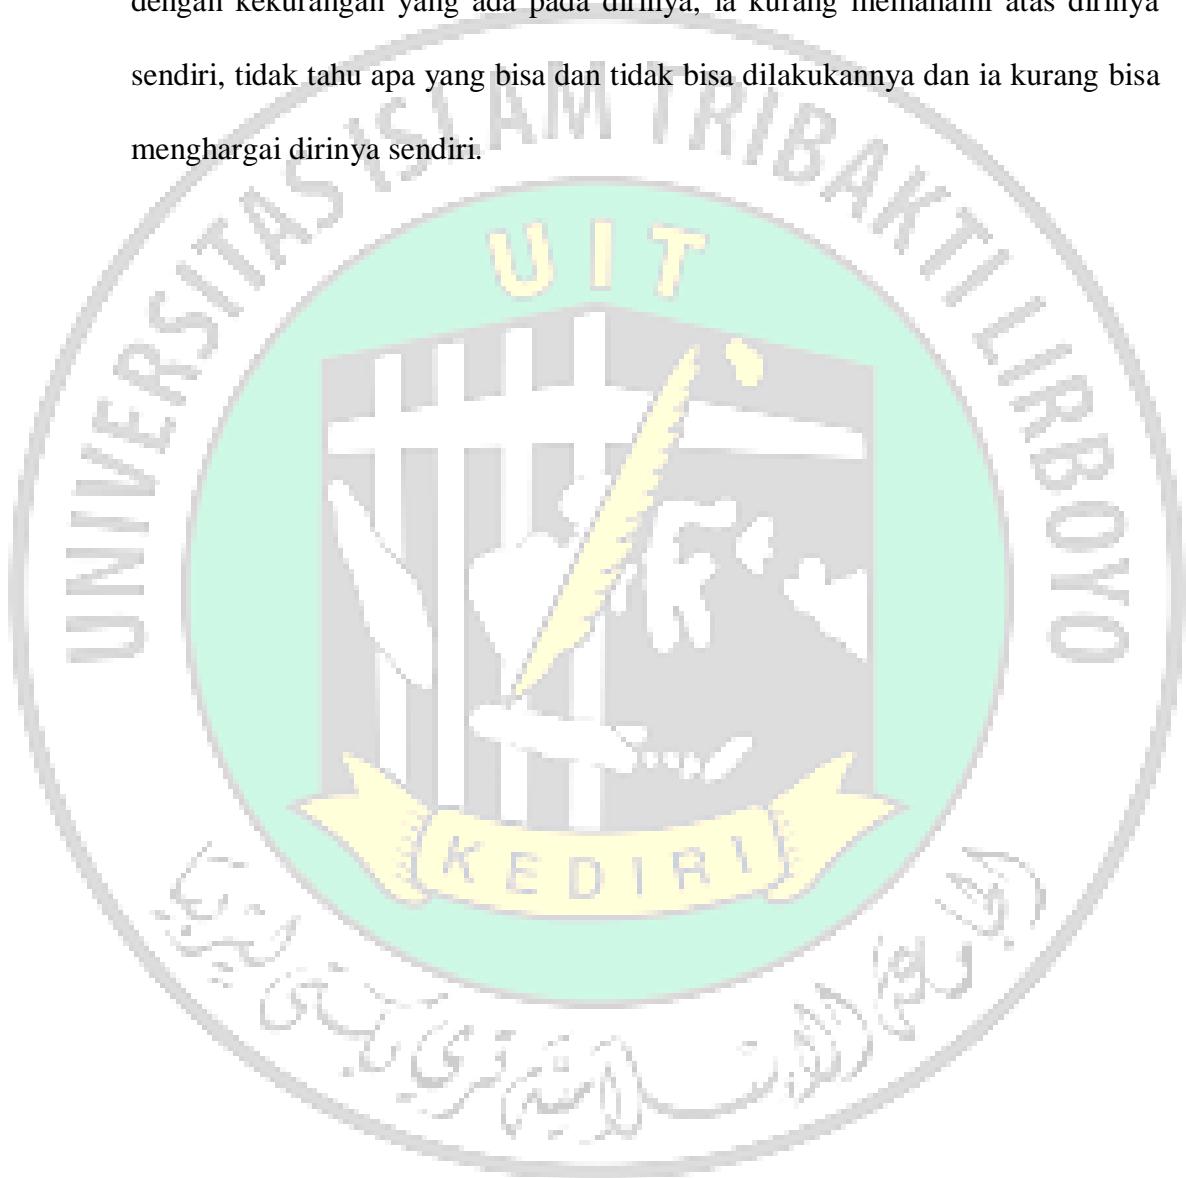 dengan kekurangan yang ada pada dirinya, ia kurang memahami atas dirinya
sendiri, tidak tahu apa yang bisa dan tidak bisa dilakukannya dan ia kurang bisa
menghargai dirinya sendiri.
UNIVERSITAS ISLAM TRIBAKTI LIRBOYO
UIT
KEDIRI